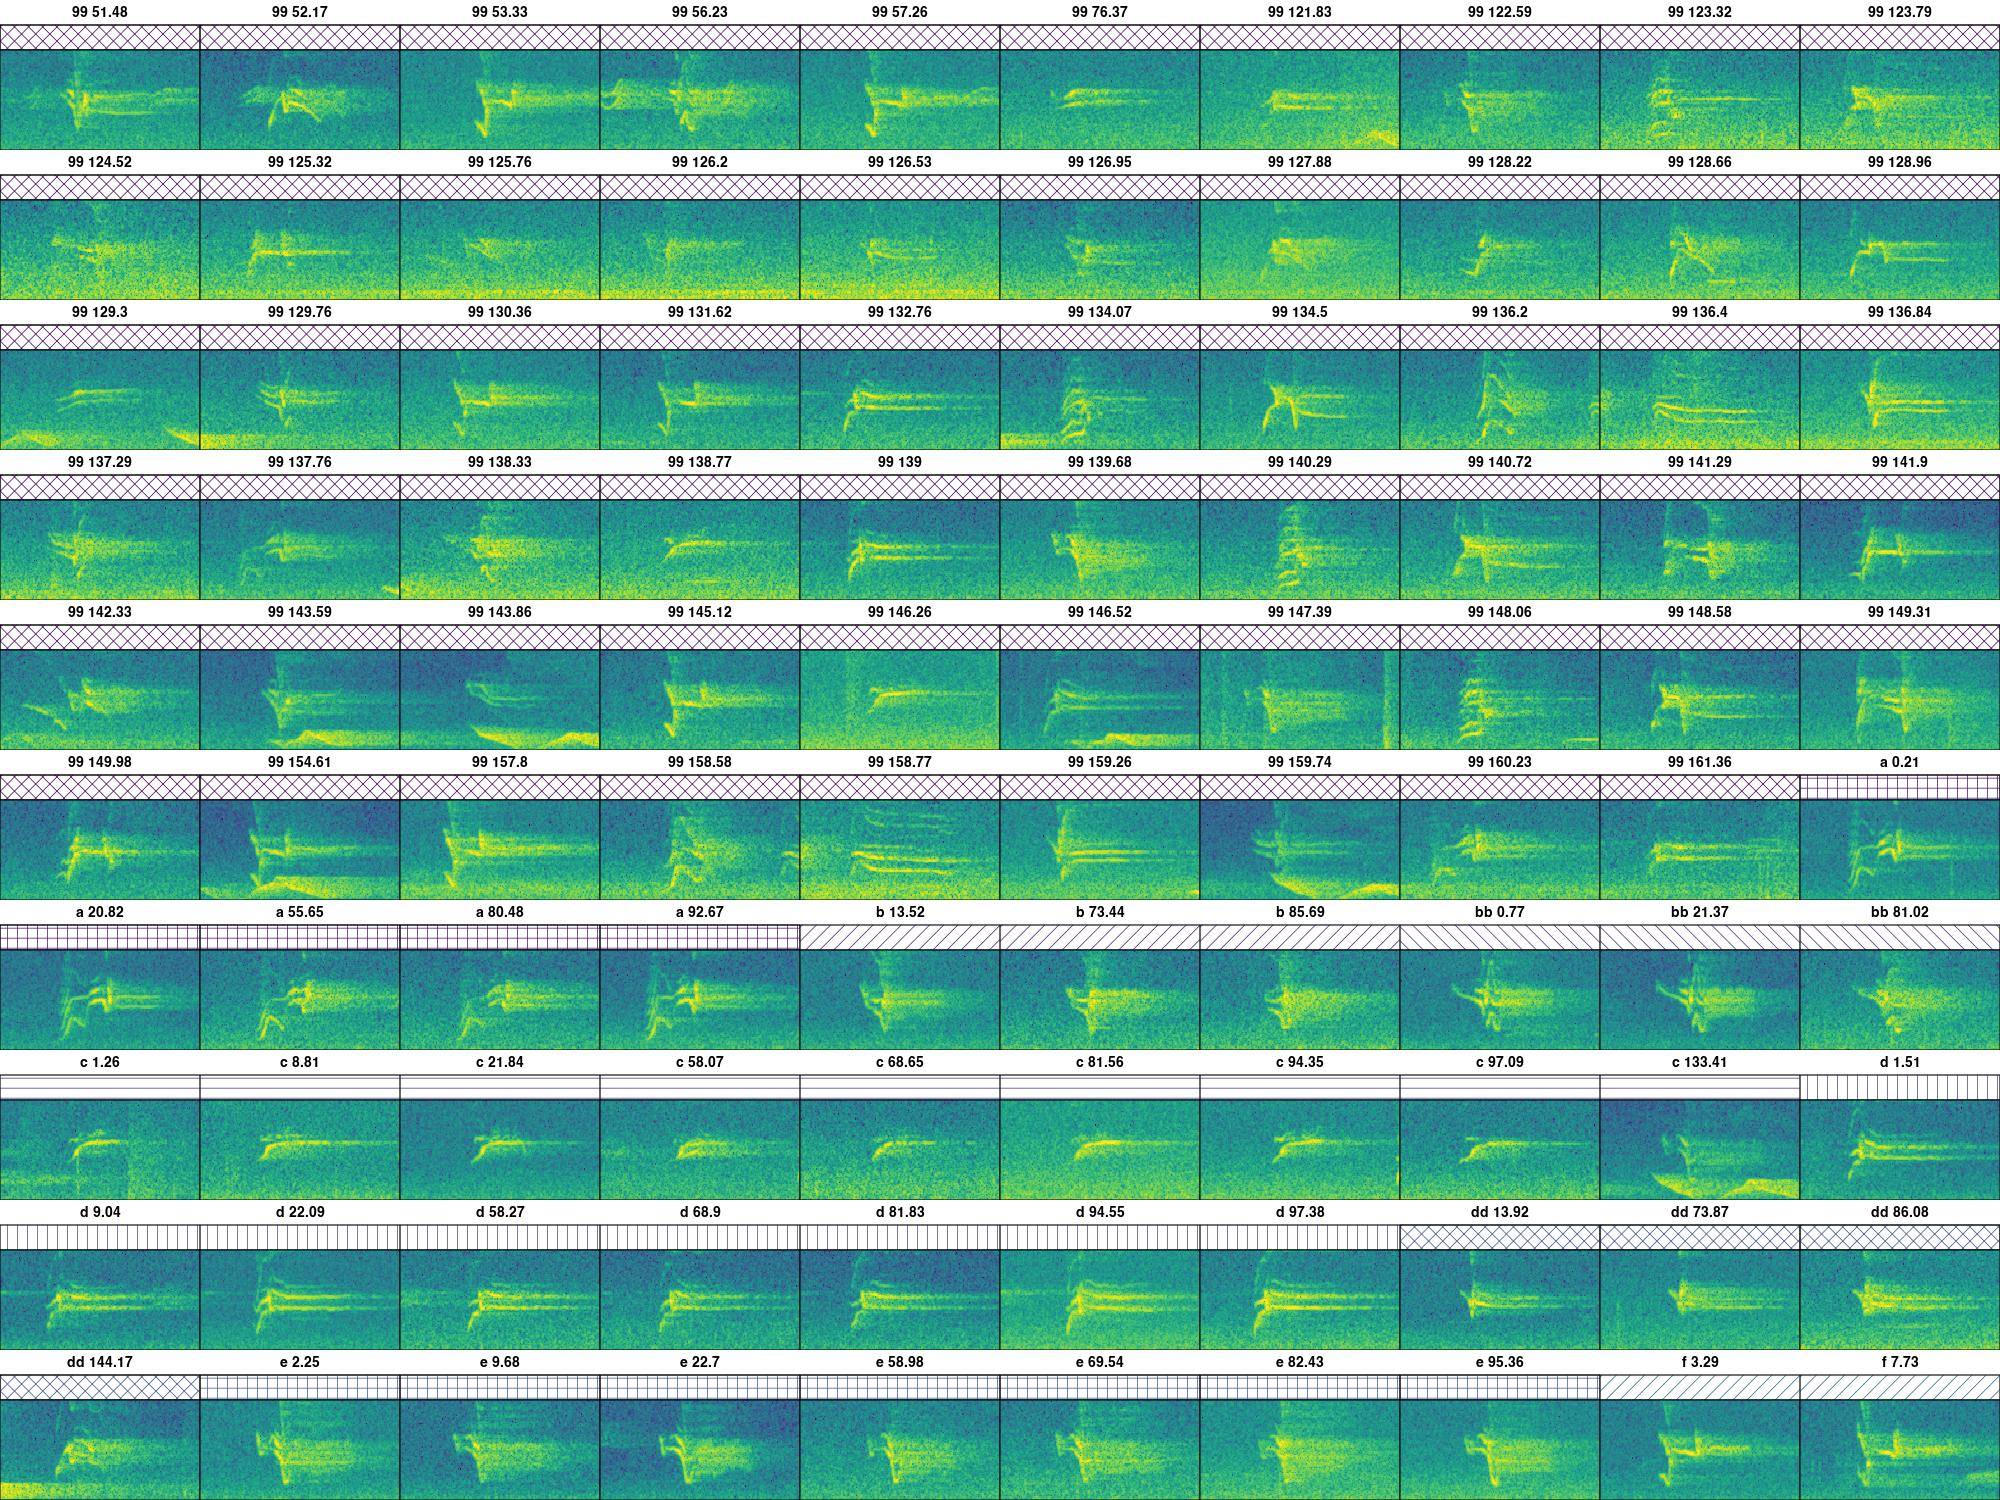 99 51.48 99 52.17 99 53.33 99 56.23 99 57.26 99 76.37 99 121.83 99 122.59 99 123.32 99 123.79
99 124.52 99 125.32 99 125.76 99 126.2 99 126.53 99 126.95 99 127.88 99 128.22 99 128.66 99 128.96
99 129.3 99 129.76 99 130.36 99 131.62 99 132.76 99 134.07 99 134.5 99 136.2 99 136.4 99 136.84
99 137.29 99 137.76 99 138.33 99 138.77 99 139 99 139.68 99 140.29 99 140.72 99 141.29 99 141.9
99 142.33 99 143.59 99 143.86 99 145.12 99 146.26 99 146.52 99 147.39 99 148.06 99 148.58 99 149.31
99 149.98 99 154.61 99 157.8 99 158.58 99 158.77 99 159.26 99 159.74 99 160.23 99 161.36 a 0.21
a 20.82 a 55.65 a 80.48 a 92.67 b 13.52 b 73.44 b 85.69 bb 0.77 bb 21.37 bb 81.02
c 1.26 c 8.81 c 21.84 c 58.07 c 68.65 c 81.56 c 94.35 c 97.09 c 133.41 d 1.51
d 9.04 d 22.09 d 58.27 d 68.9 d 81.83 d 94.55 d 97.38 dd 13.92 dd 73.87 dd 86.08
dd 144.17 e 2.25 e 9.68 e 22.7 e 58.98 e 69.54 e 82.43 e 95.36 f 3.29 f 7.73